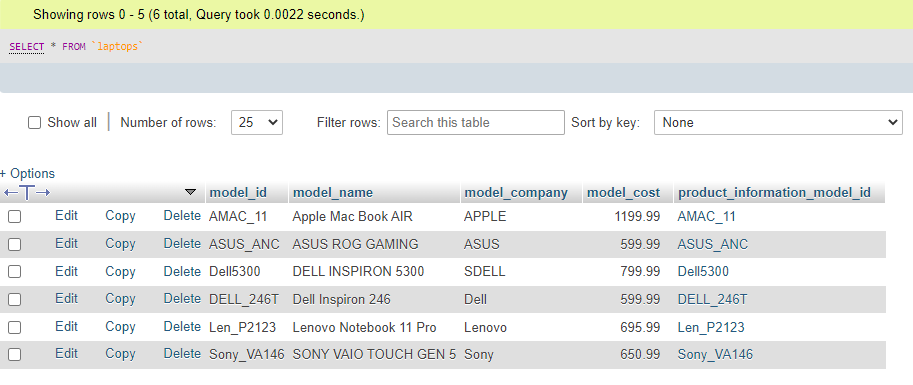 Showing rows 0 - 5 (6 total, Query took 0.0022 seconds.)
SELECT * FROM `laptops`
Show all | Number of rows: 25 Filter rows: Search this table Sort by key: None
+ Options
←T→ model_id model_name model_company model_cost product_information_model_id
Edit Copy Delete AMAC_11 Apple Mac Book AIR APPLE 1199.99 AMAC_11
Edit Copy Delete ASUS_ANC ASUS ROG GAMING ASUS 599.99 ASUS_ANC
Edit Copy Delete Dell5300 DELL INSPIRON 5300 SDELL 799.99 Dell5300
Edit Copy Delete DELL_246T Dell Inspiron 246 Dell 599.99 DELL_246T
Edit Copy Delete Len_P2123 Lenovo Notebook 11 Pro Lenovo 695.99 Len_P2123
Edit Copy Delete Sony_VA146 SONY VAIO TOUCH GEN 5 Sony 650.99 Sony_VA146